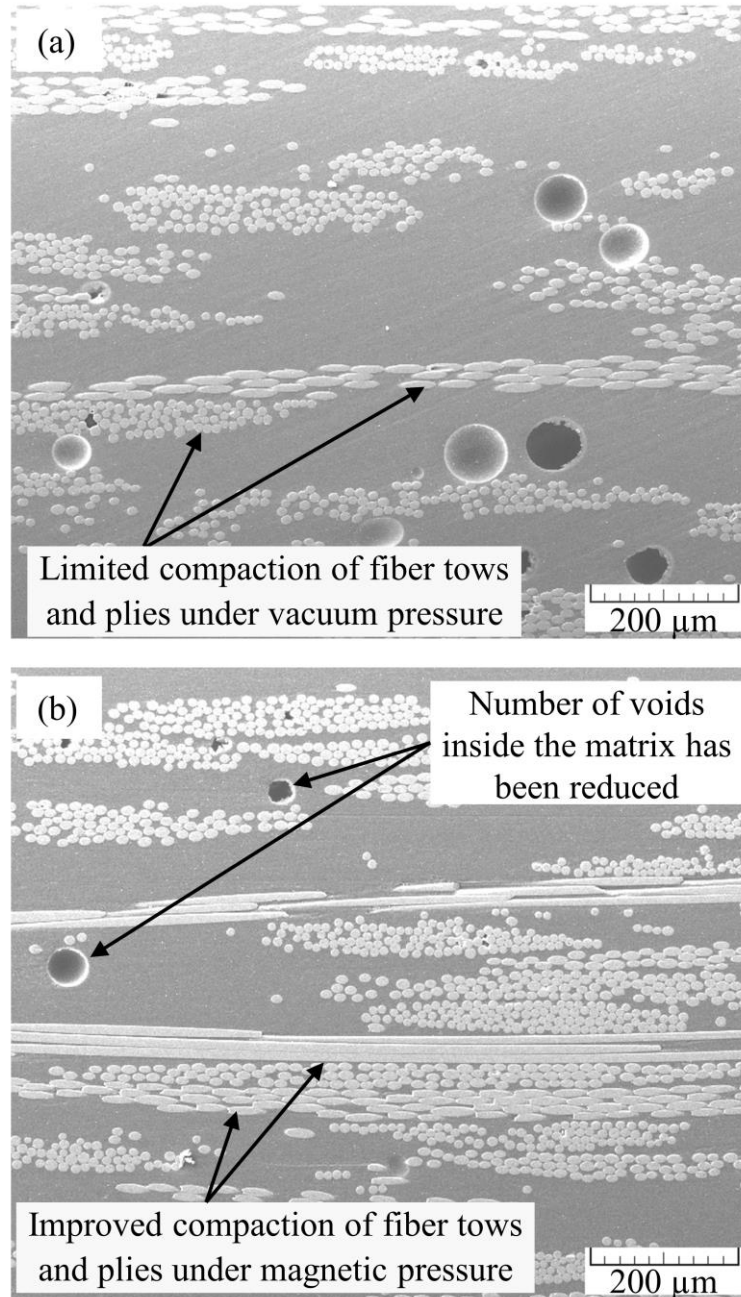 (a)
Limited compaction of fiber tows
and plies under vacuum pressure
200 µm
(b)
Number of voids
inside the matrix has
been reduced
Improved compaction of fiber tows
and plies under magnetic pressure
200 µm